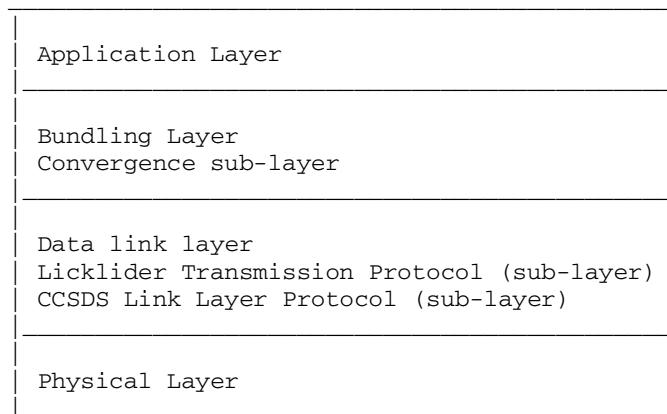 Application Layer
Bundling Layer
Convergence sub-layer
Data link layer
Licklider Transmission Protocol (sub-layer)
CCSDS Link Layer Protocol (sub-layer)
Physical Layer